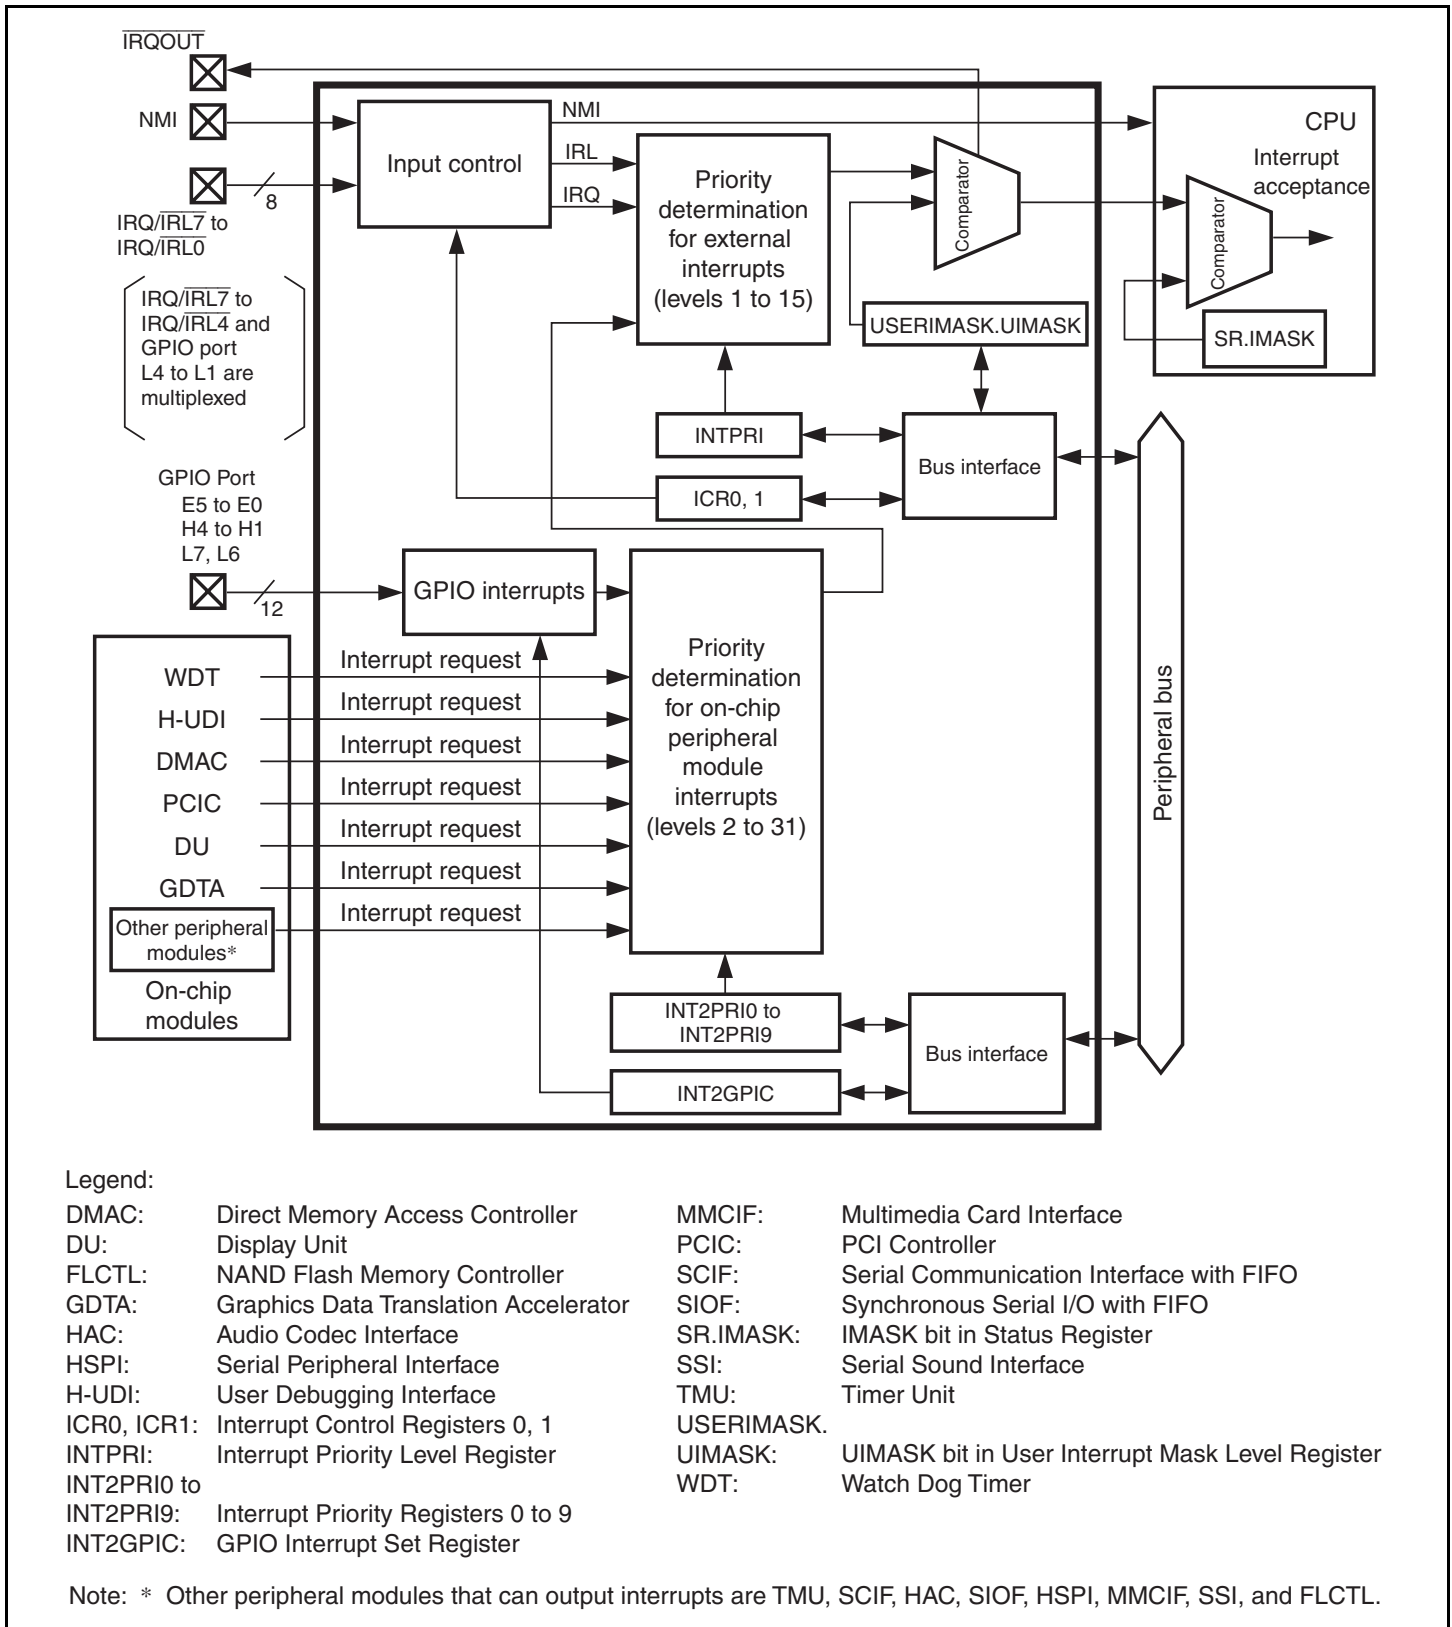 IRQOUT
NMI
8
IRQ/IRL7 to
IRQ/IRL0
IRQ/IRL7 to
IRQ/IRL4 and
GPIO port
L4 to L1 are
multiplexed
GPIO Port
E5 to E0
H4 to H1
L7, L6
12
Input control
NMI
IRL
IRQ
Priority
determination
for external
interrupts
(levels 1 to 15)
Comparator
USERIMASK.UIMASK
CPU
Interrupt
acceptance
Comparator
SR.IMASK
INTPRI
ICR0, 1
Bus interface
Peripheral bus
GPIO interrupts
Priority
determination
for on-chip
peripheral
module
interrupts
(levels 2 to 31)
WDT
Interrupt request
H-UDI
Interrupt request
DMAC
Interrupt request
PCIC
Interrupt request
DU
Interrupt request
GDTA
Interrupt request
Other peripheral
modules*
Interrupt request
On-chip
modules
INT2PRI0 to
INT2PRI9
INT2GPIC
Bus interface
Legend:
DMAC: Direct Memory Access Controller
DU: Display Unit
FLCTL: NAND Flash Memory Controller
GDTA: Graphics Data Translation Accelerator
HAC: Audio Codec Interface
HSPI: Serial Peripheral Interface
H-UDI: User Debugging Interface
ICR0, ICR1: Interrupt Control Registers 0, 1
INTPRI: Interrupt Priority Level Register
INT2PRI0 to
INT2PRI9: Interrupt Priority Registers 0 to 9
INT2GPIC: GPIO Interrupt Set Register
MMCIF: Multimedia Card Interface
PCIC: PCI Controller
SCIF: Serial Communication Interface with FIFO
SIOF: Synchronous Serial I/O with FIFO
SR.IMASK: IMASK bit in Status Register
SSI: Serial Sound Interface
TMU: Timer Unit
USERIMASK.
UIMASK: UIMASK bit in User Interrupt Mask Level Register
WDT: Watch Dog Timer
Note: * Other peripheral modules that can output interrupts are TMU, SCIF, HAC, SIOF, HSPI, MMCIF, SSI, and FLCTL.